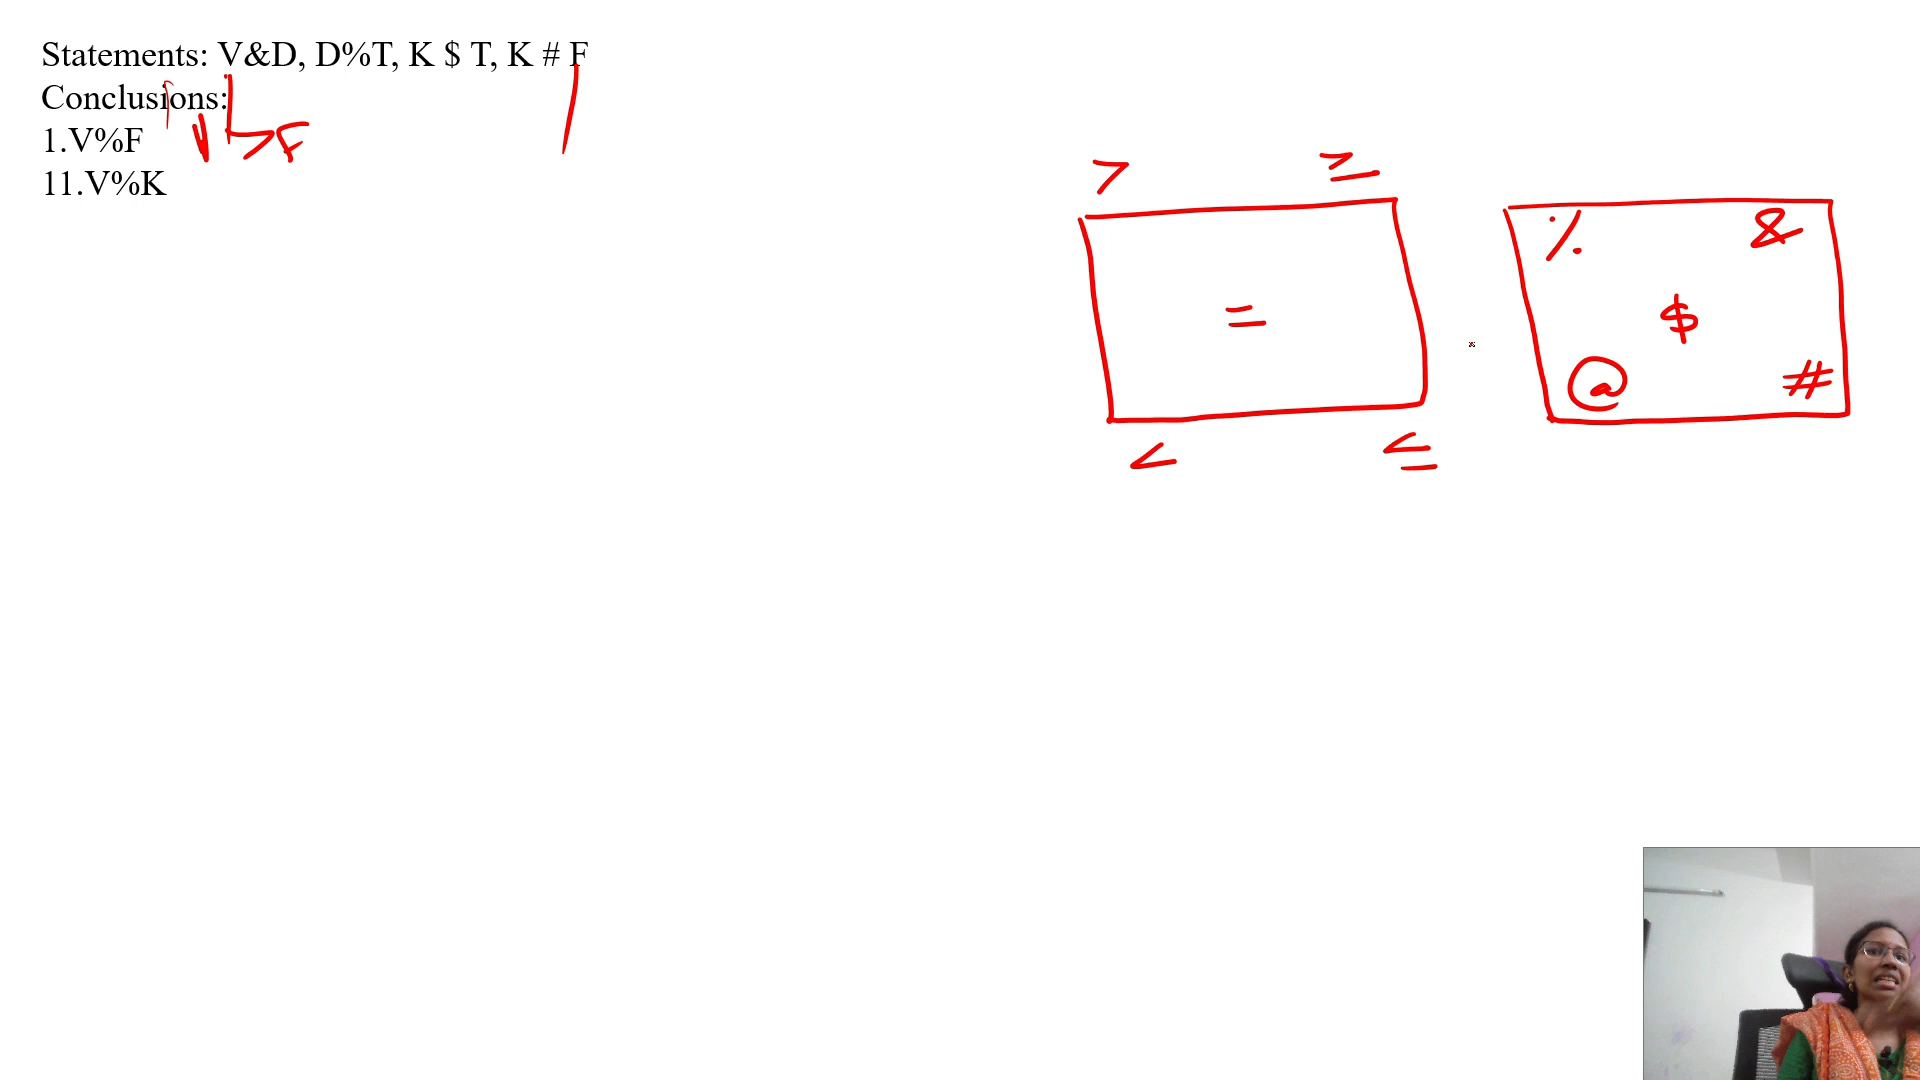 Statements: V&D, D%T, K $ T, K # F
Conclusions:
1.V%F
V > F
11.V%K
> ≥
% &
= $
@ #
< ≤